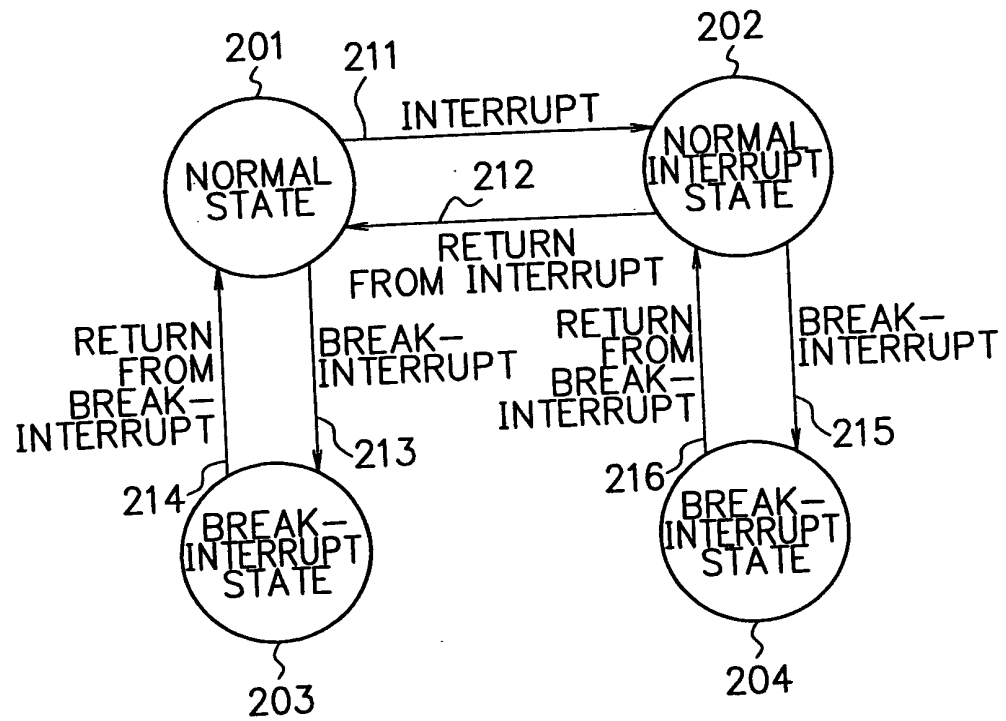 201
211
202
INTERRUPT
NORMAL
STATE
NORMAL
INTERRUPT
STATE
212
RETURN
FROM INTERRUPT
RETURN
FROM
BREAK-
INTERRUPT
BREAK-
INTERRUPT
RETURN
FROM
BREAK-
INTERRUPT
BREAK-
INTERRUPT
214
213
216
215
BREAK-
INTERRUPT
STATE
BREAK-
INTERRUPT
STATE
203
204